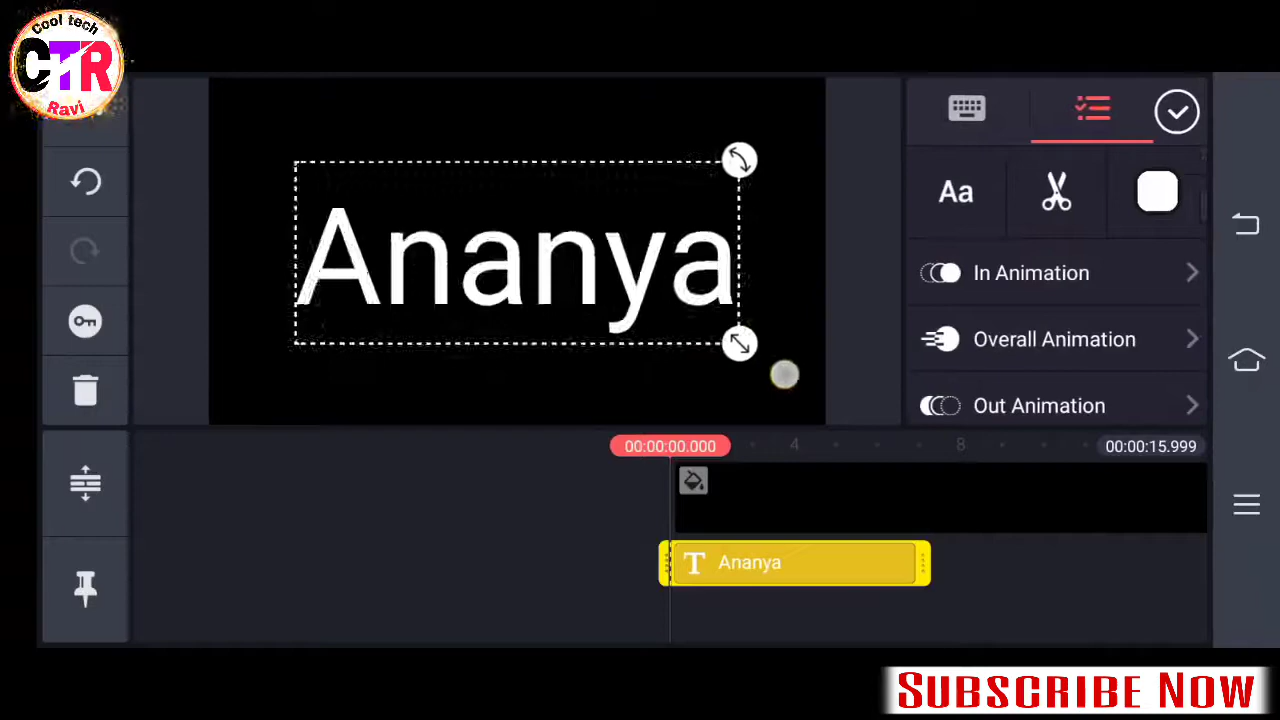 Cool tech
CTR
Ravi
Ananya
Aa
In Animation
Overall Animation
Out Animation
00:00:00.000
4
8
00:00:15.999
T Ananya
Subscribe Now